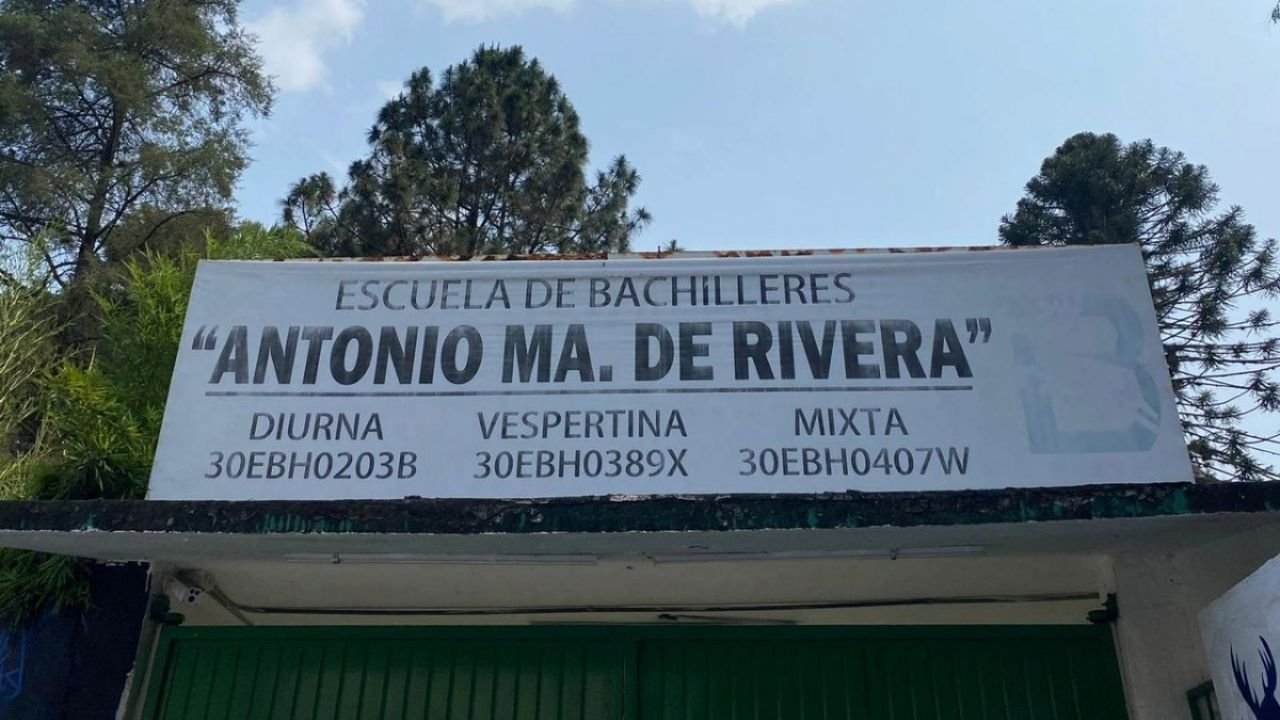 ESCUELA DE BACHILLERES
“ANTONIO MA. DE RIVERA”
DIURNA VESPERTINA MIXTA
30EBH0203B 30EBH0389X 30EBH0407W